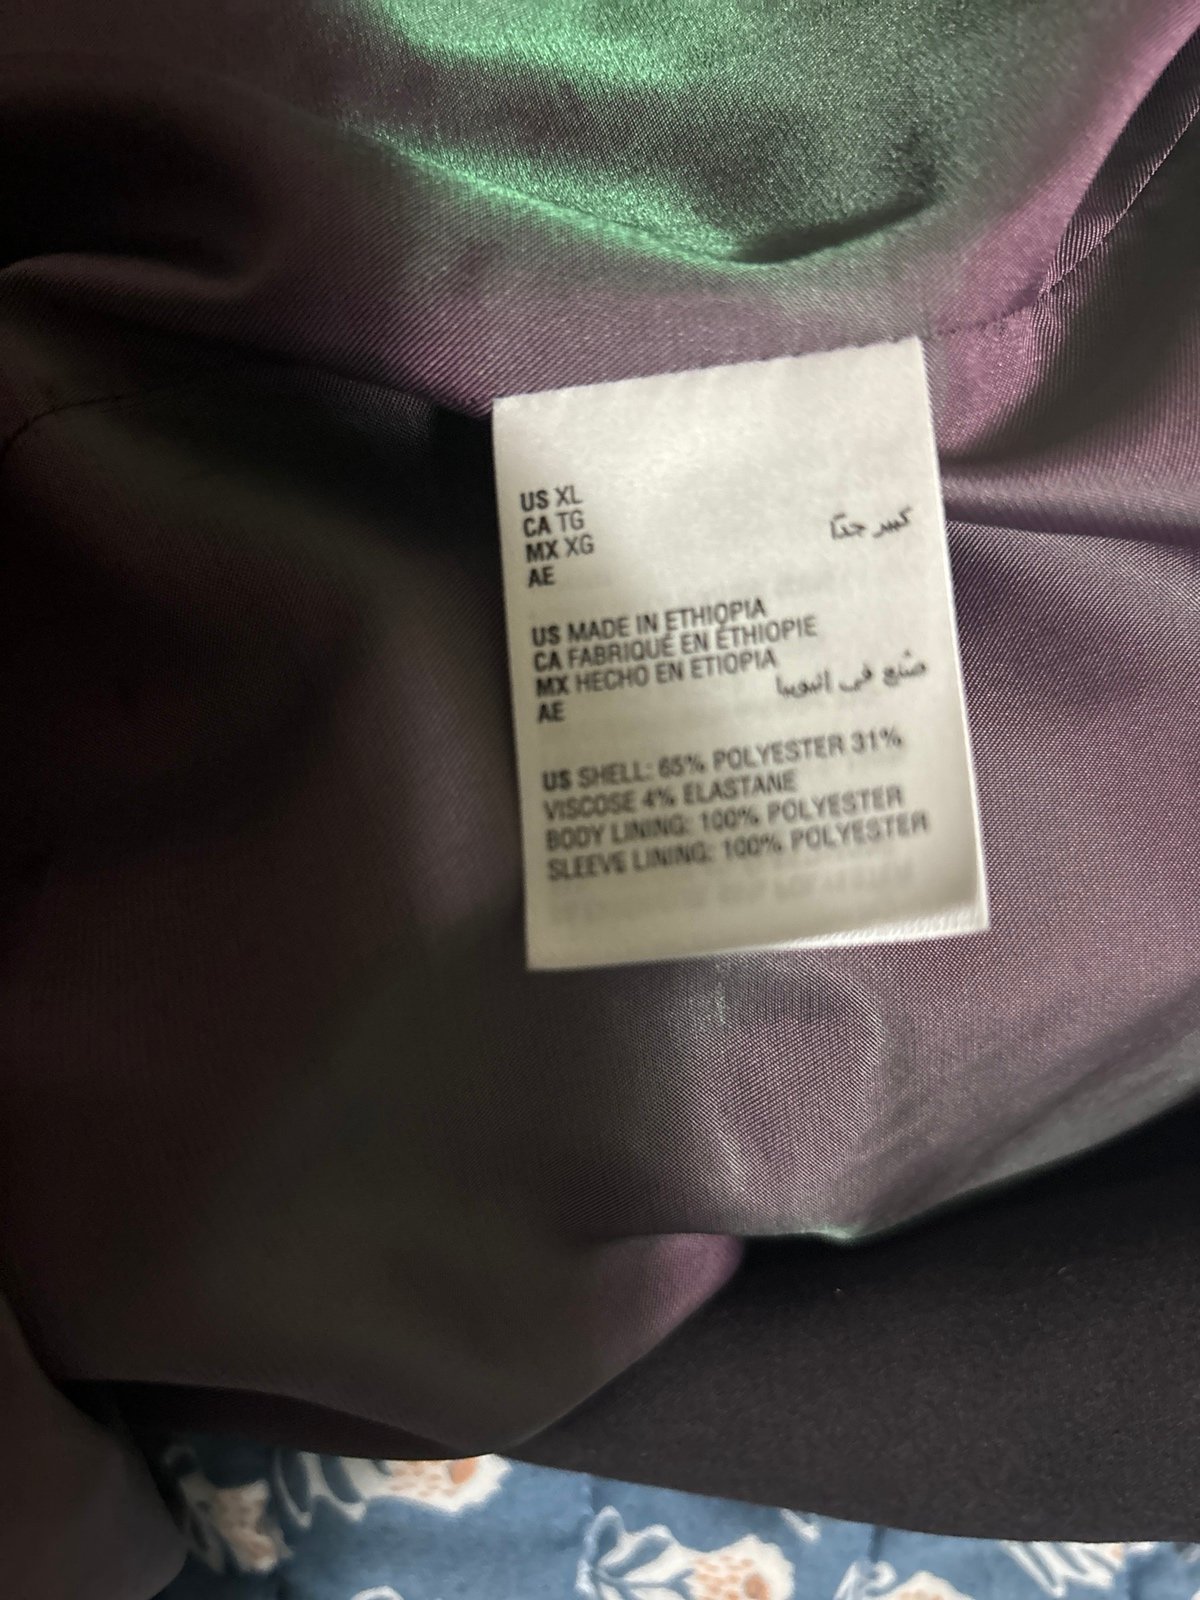 US XL
CA TG
MX XG
AE كبير جدًا
US MADE IN ETHIOPIA
CA FABRIQUÉ EN ÉTHIOPIE
MX HECHO EN ETIOPIA
AE صُنع في اثيوبيا
US SHELL: 65% POLYESTER 31%
VISCOSE 4% ELASTANE
BODY LINING: 100% POLYESTER
SLEEVE LINING: 100% POLYESTER